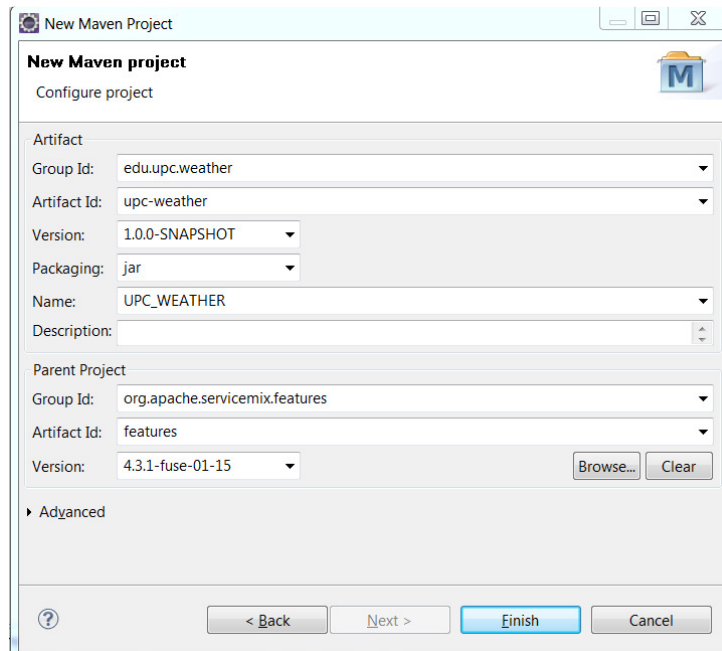 New Maven Project
New Maven project
Configure project
M
Artifact
Group Id: edu.upc.weather
Artifact Id: upc-weather
Version: 1.0.0-SNAPSHOT
Packaging: jar
Name: UPC_WEATHER
Description:
Parent Project
Group Id: org.apache.servicemix.features
Artifact Id: features
Version: 4.3.1-fuse-01-15 Browse... Clear
Advanced
? < Back Next > Finish Cancel